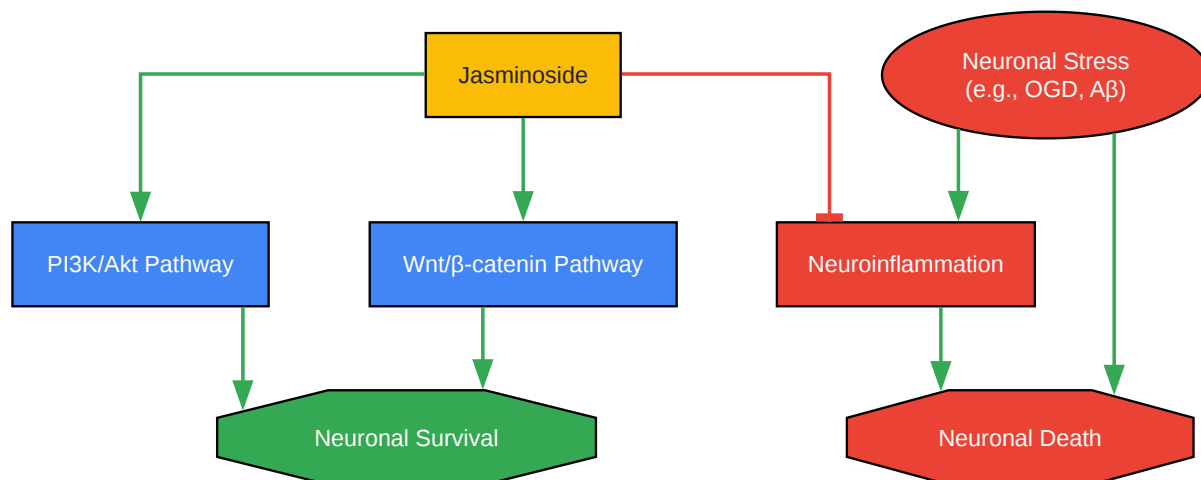 Jasminoside
Neuronal Stress
(e.g., OGD, Aβ)
PI3K/Akt Pathway
Wnt/β-catenin Pathway
Neuroinflammation
Neuronal Survival
Neuronal Death